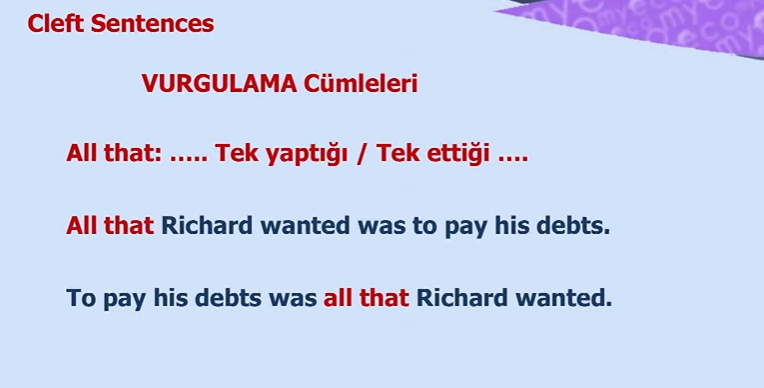 Cleft Sentences
VURGULAMA Cümleleri
All that: ..... Tek yaptığı / Tek ettiği ....
All that Richard wanted was to pay his debts.
To pay his debts was all that Richard wanted.